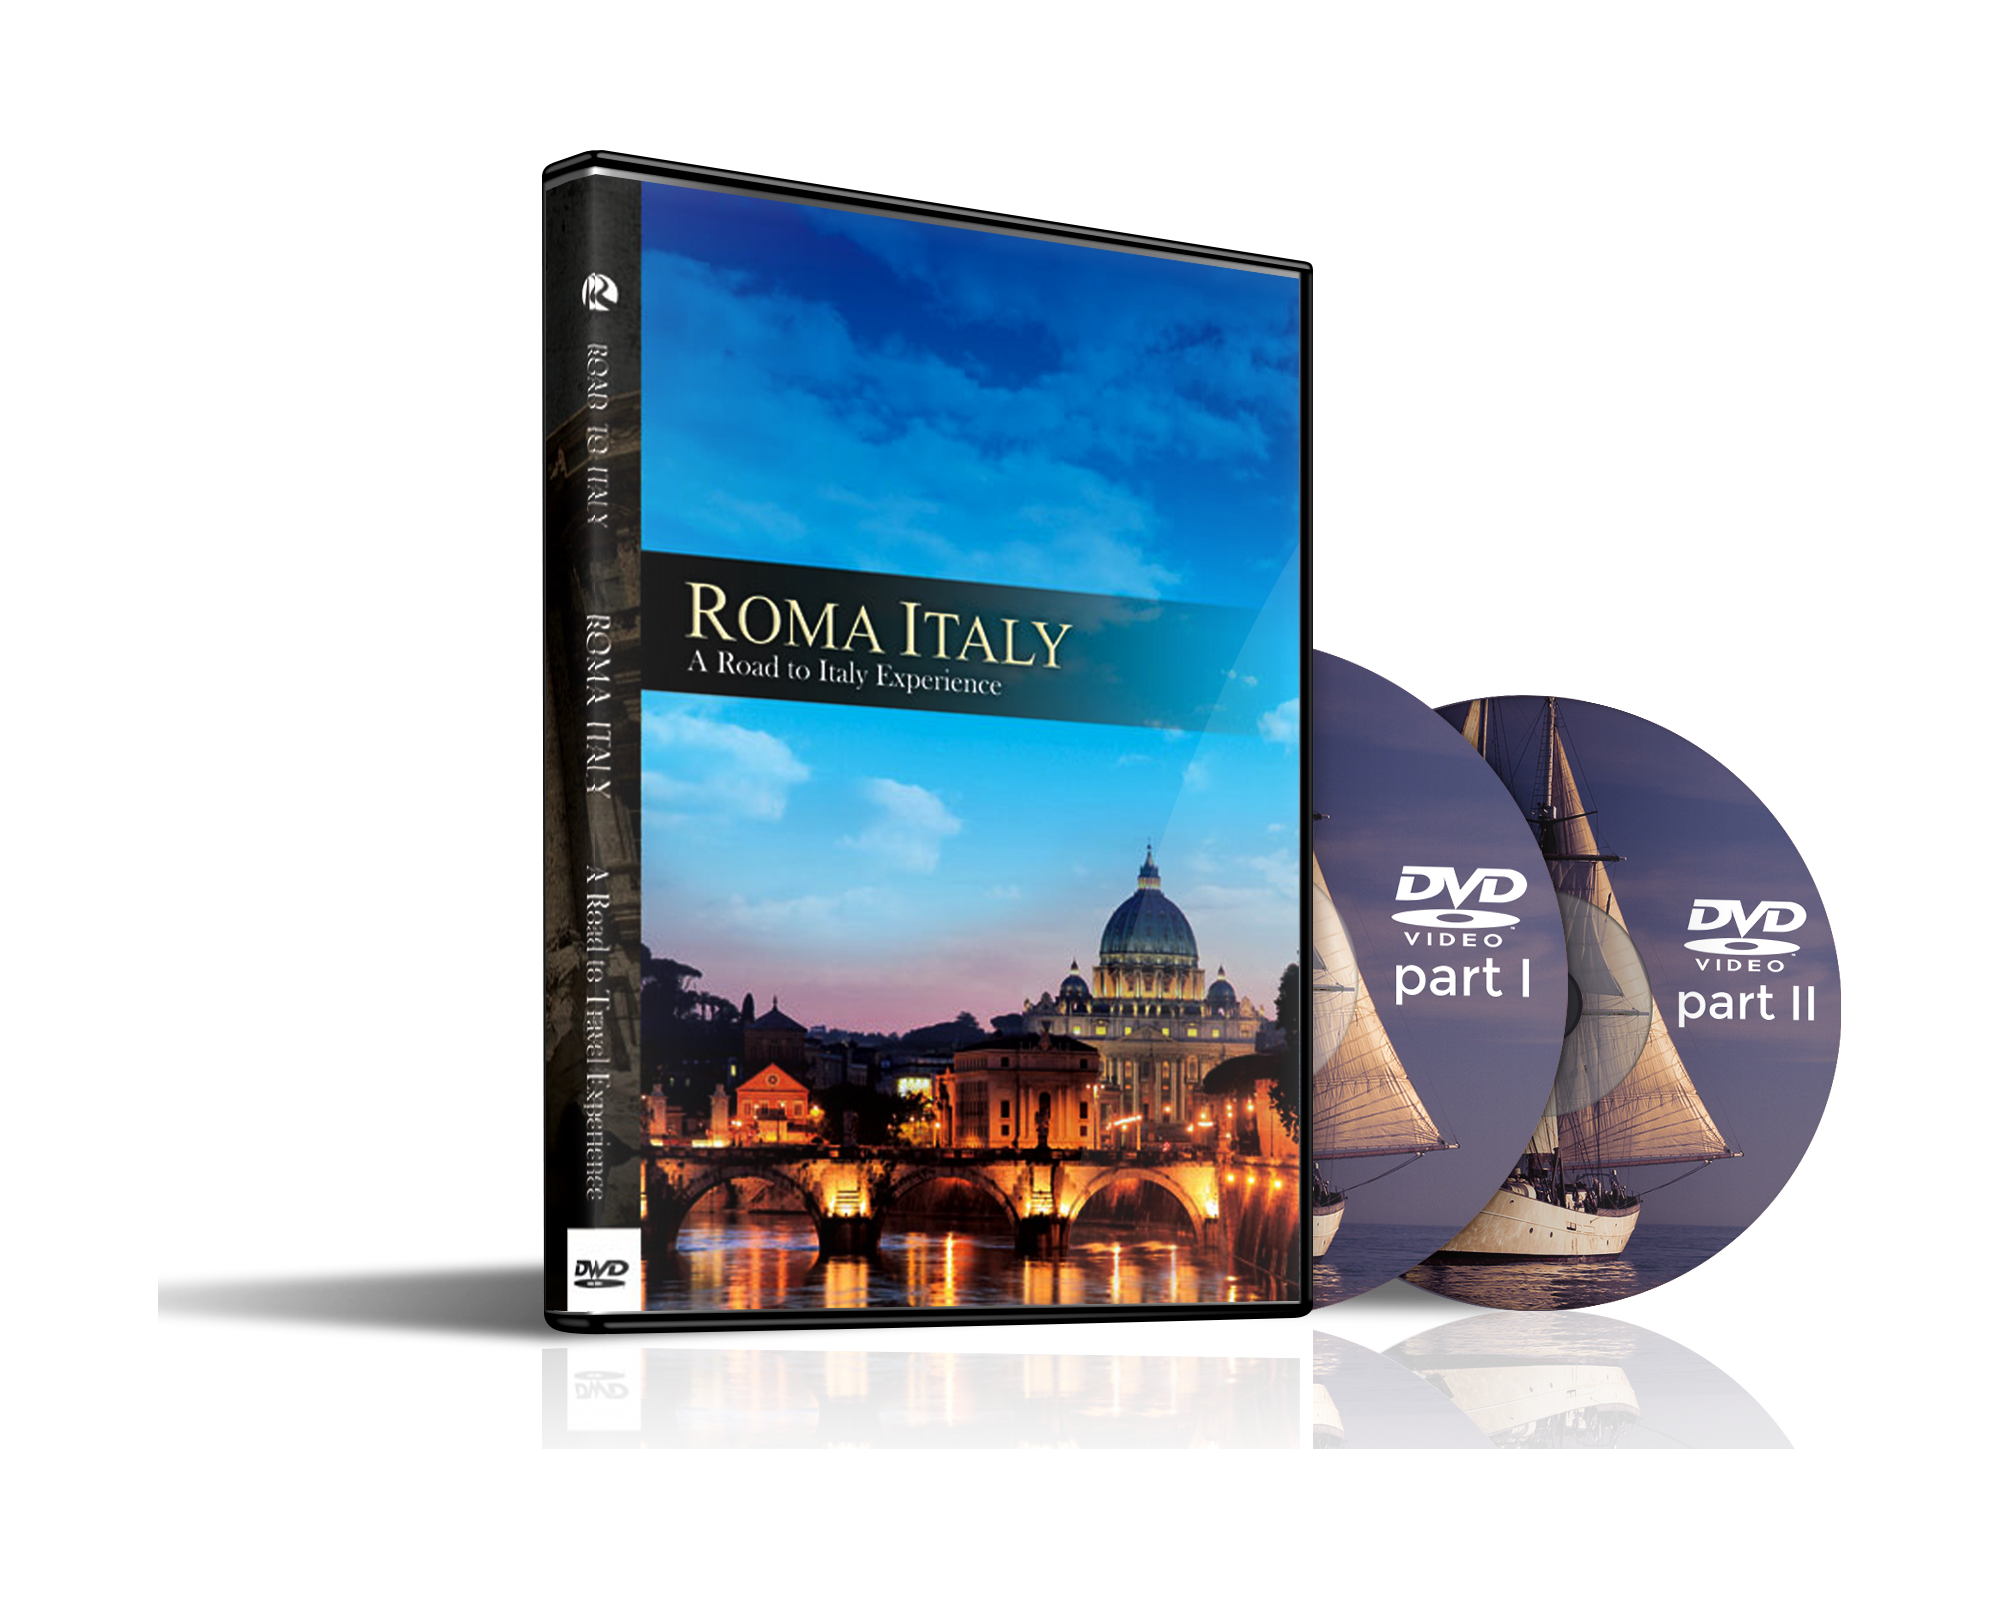 ROAD TO ITALY
ROMA ITALY
A Road to Travel Experience
DVD
ROMA ITALY
A Road to Italy Experience
DVD
VIDEO
part I
DVD
VIDEO
part II